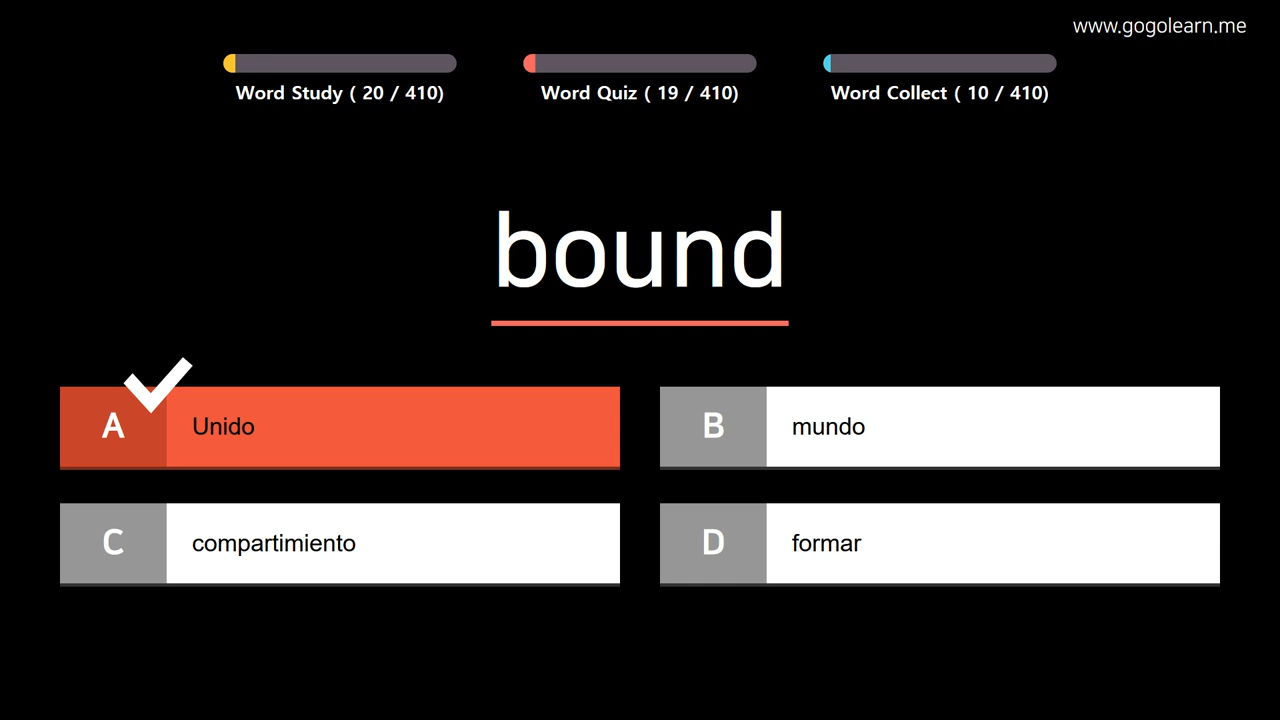 www.gogolearn.me
Word Study ( 20 / 410)
Word Quiz ( 19 / 410)
Word Collect ( 10 / 410)
bound
A Unido
B mundo
C compartimiento
D formar